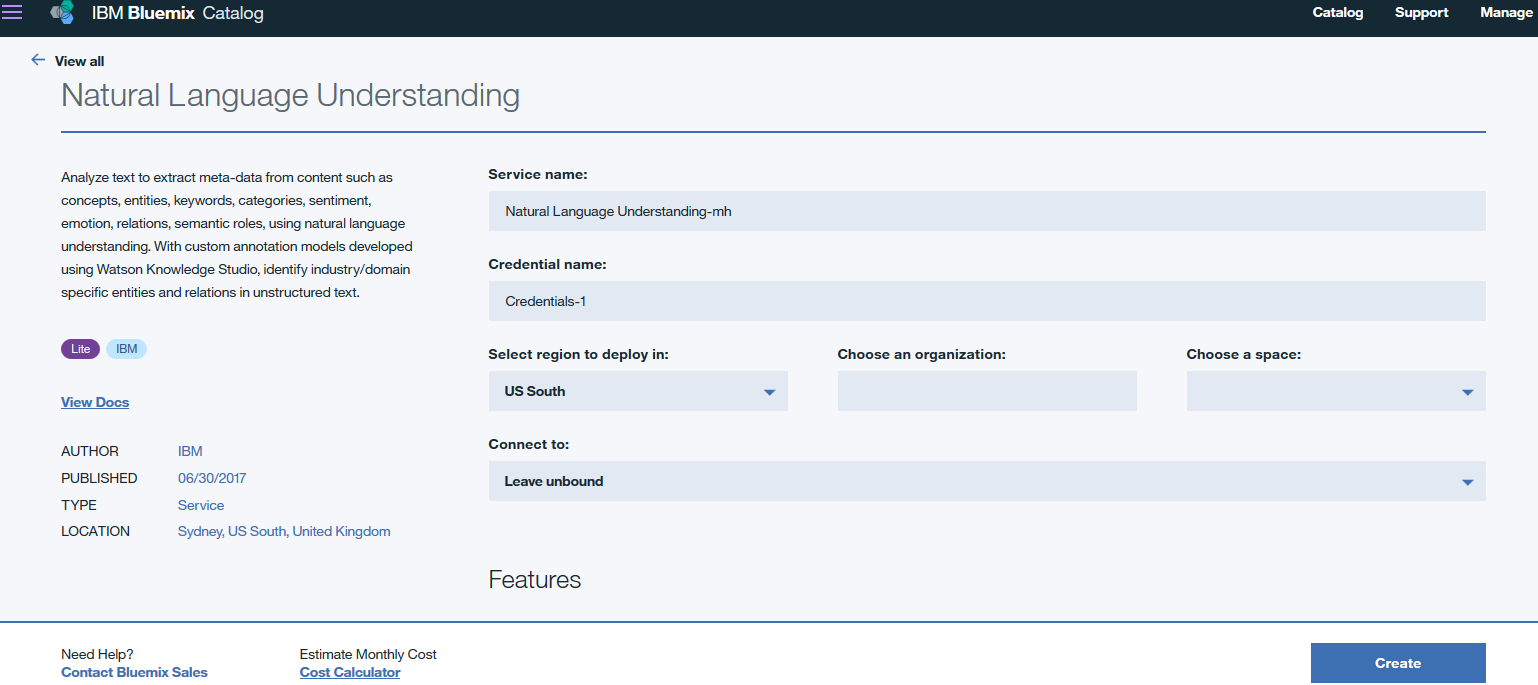 IBM Bluemix Catalog
Catalog Support Manage
← View all
Natural Language Understanding
Analyze text to extract meta-data from content such as
concepts, entities, keywords, categories, sentiment,
emotion, relations, semantic roles, using natural language
understanding. With custom annotation models developed
using Watson Knowledge Studio, identify industry/domain
specific entities and relations in unstructured text.
Lite IBM
View Docs
AUTHOR IBM
PUBLISHED 06/30/2017
TYPE Service
LOCATION Sydney, US South, United Kingdom
Service name:
Natural Language Understanding-mh
Credential name:
Credentials-1
Select region to deploy in: Choose an organization: Choose a space:
US South
Connect to:
Leave unbound
Features
Need Help?
Contact Bluemix Sales
Estimate Monthly Cost
Cost Calculator
Create